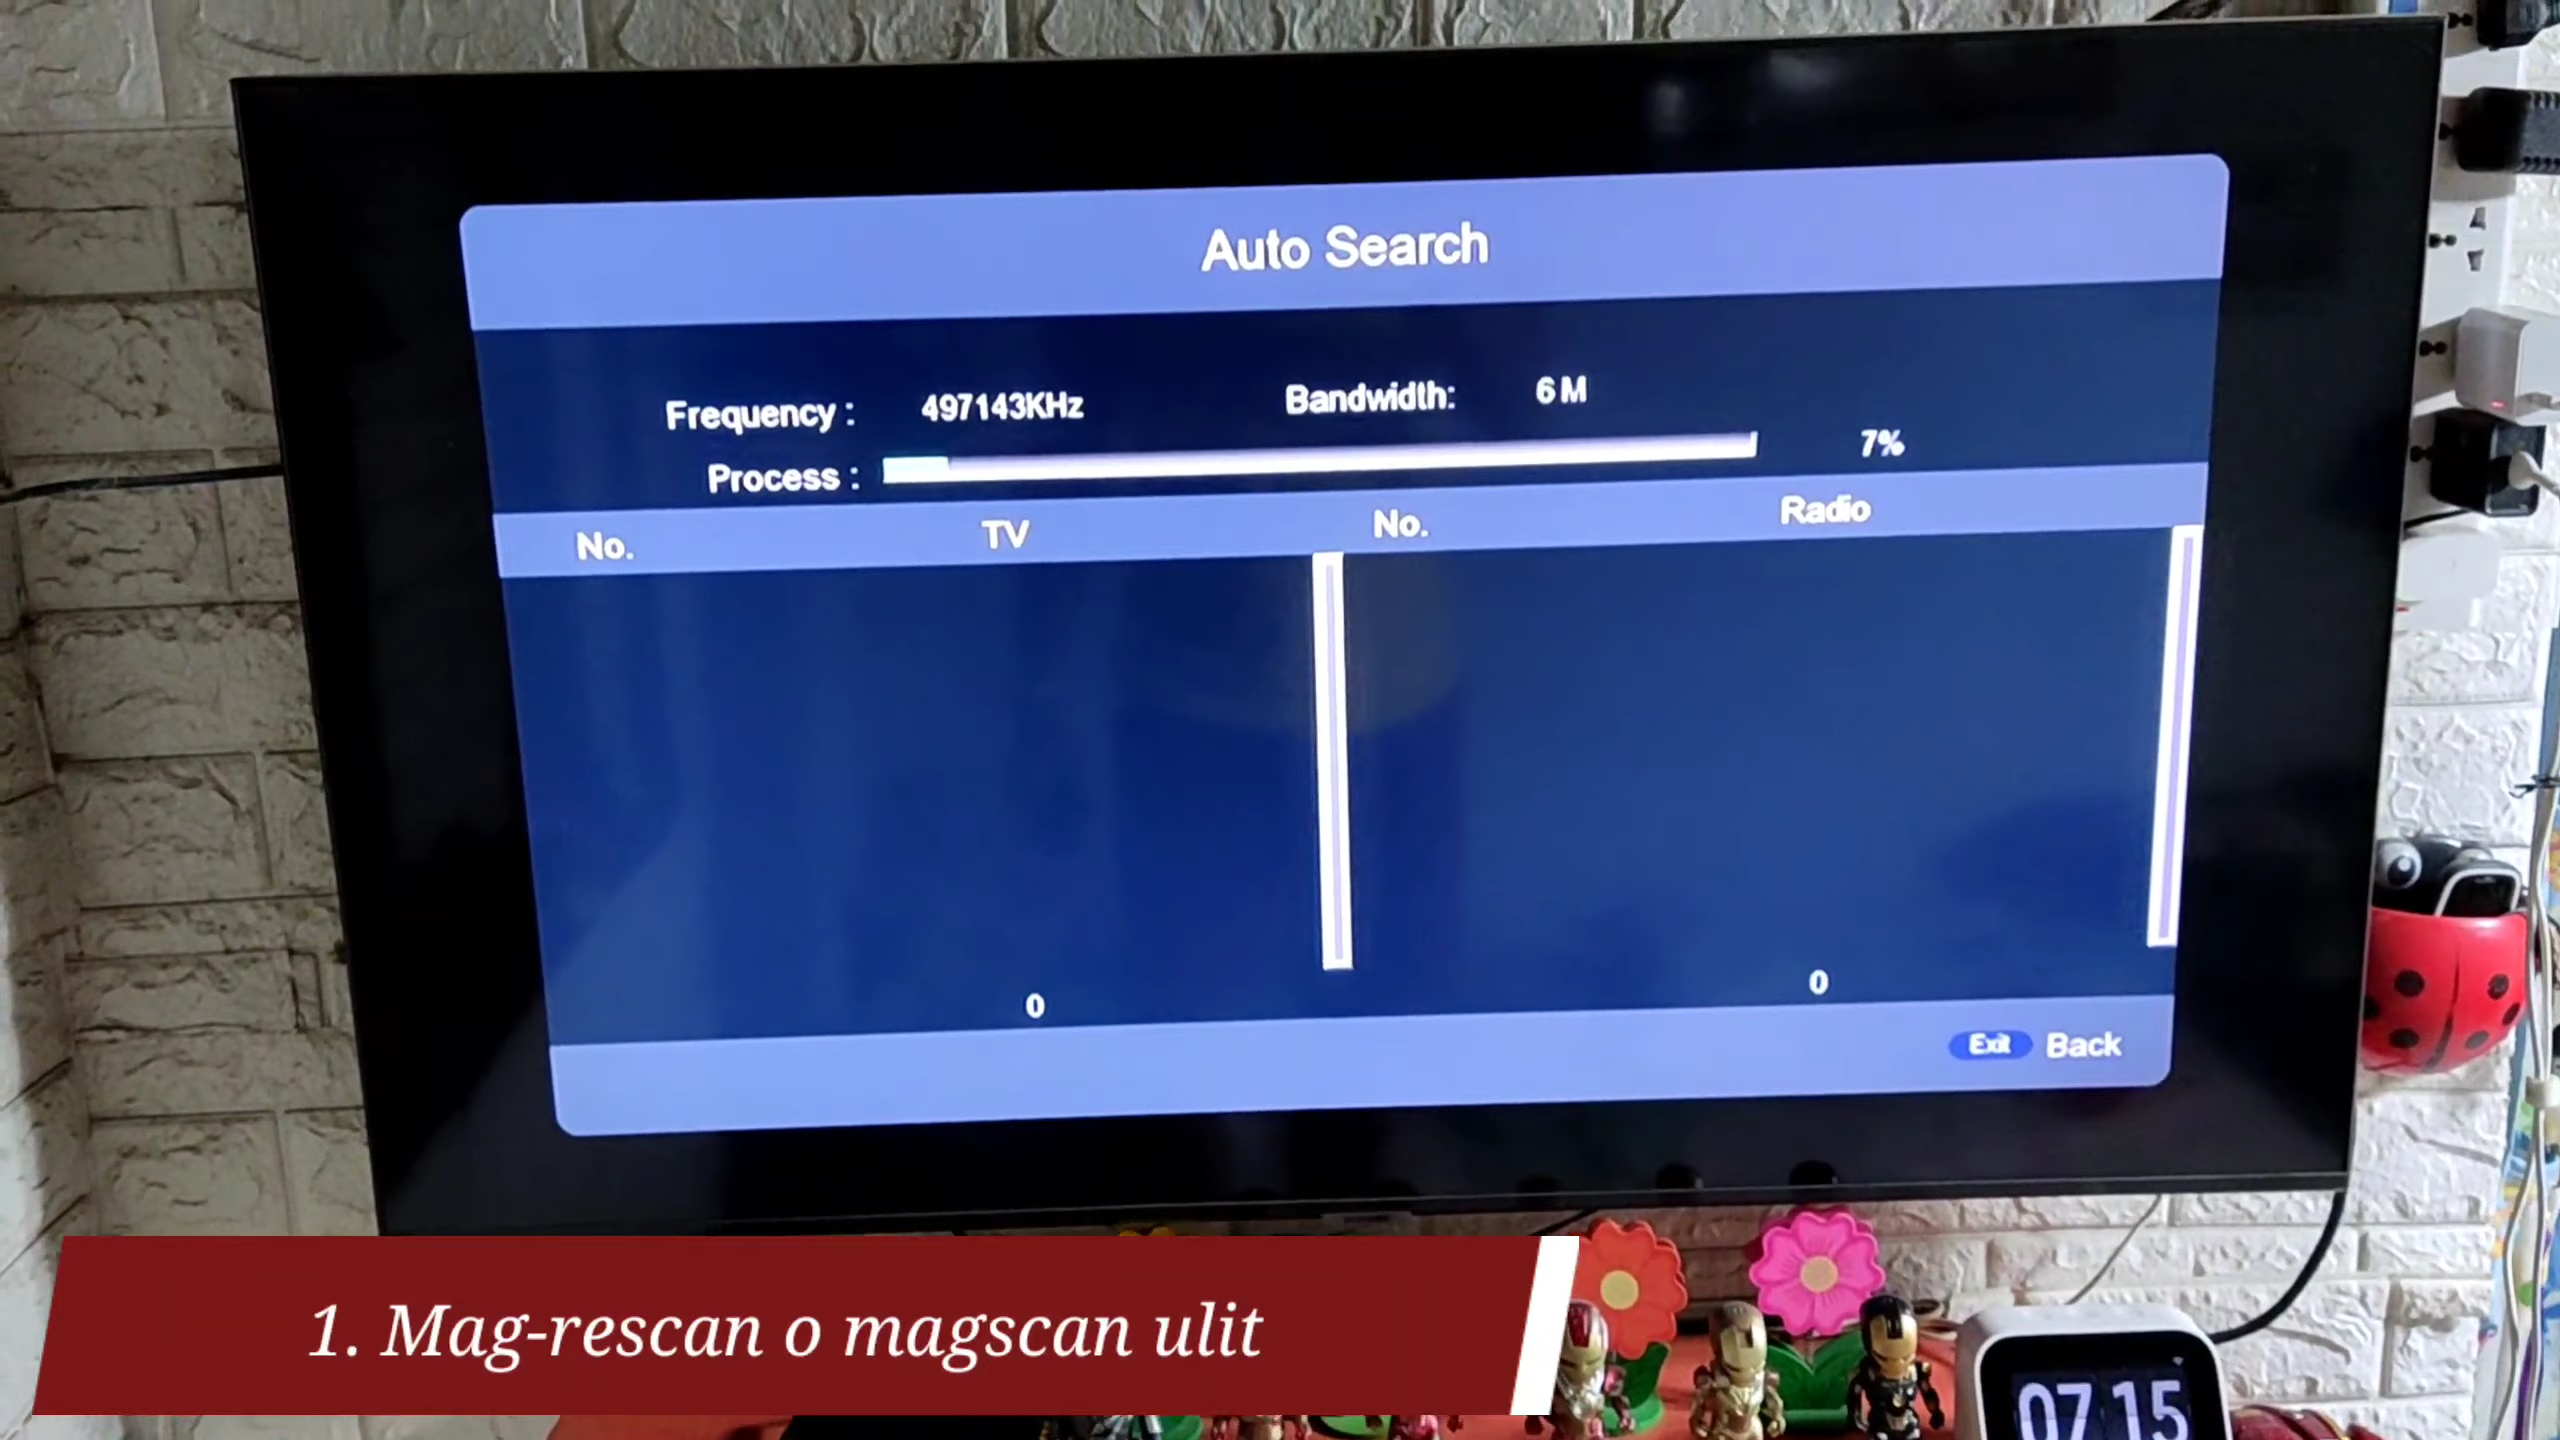 Auto Search
Frequency : 497143KHz Bandwidth: 6 M
Process : 7%
No. TV No. Radio
0 0
Exit Back
1. Mag-rescan o magscan ulit
07 15